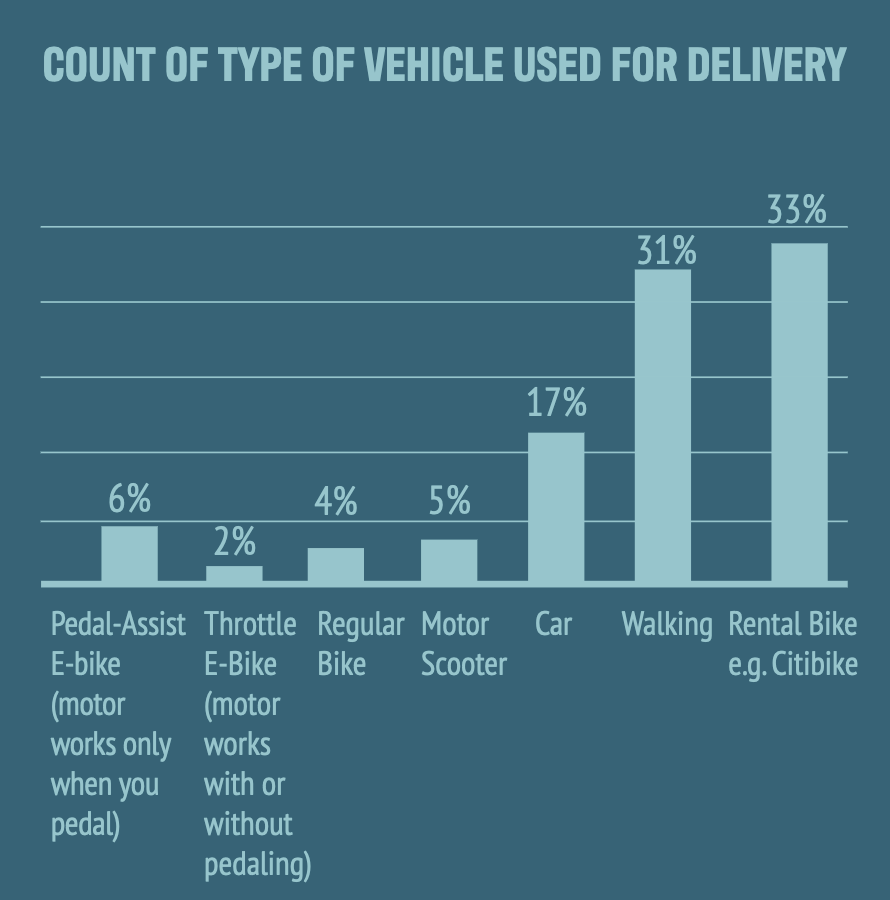 COUNT OF TYPE OF VEHICLE USED FOR DELIVERY
6%
2%
4%
5%
17%
31%
33%
Pedal-Assist
E-bike
(motor
works only
when you
pedal)
Throttle
E-Bike
(motor
works
with or
without
pedaling)
Regular
Bike
Motor
Scooter
Car
Walking
Rental Bike
e.g. Citibike